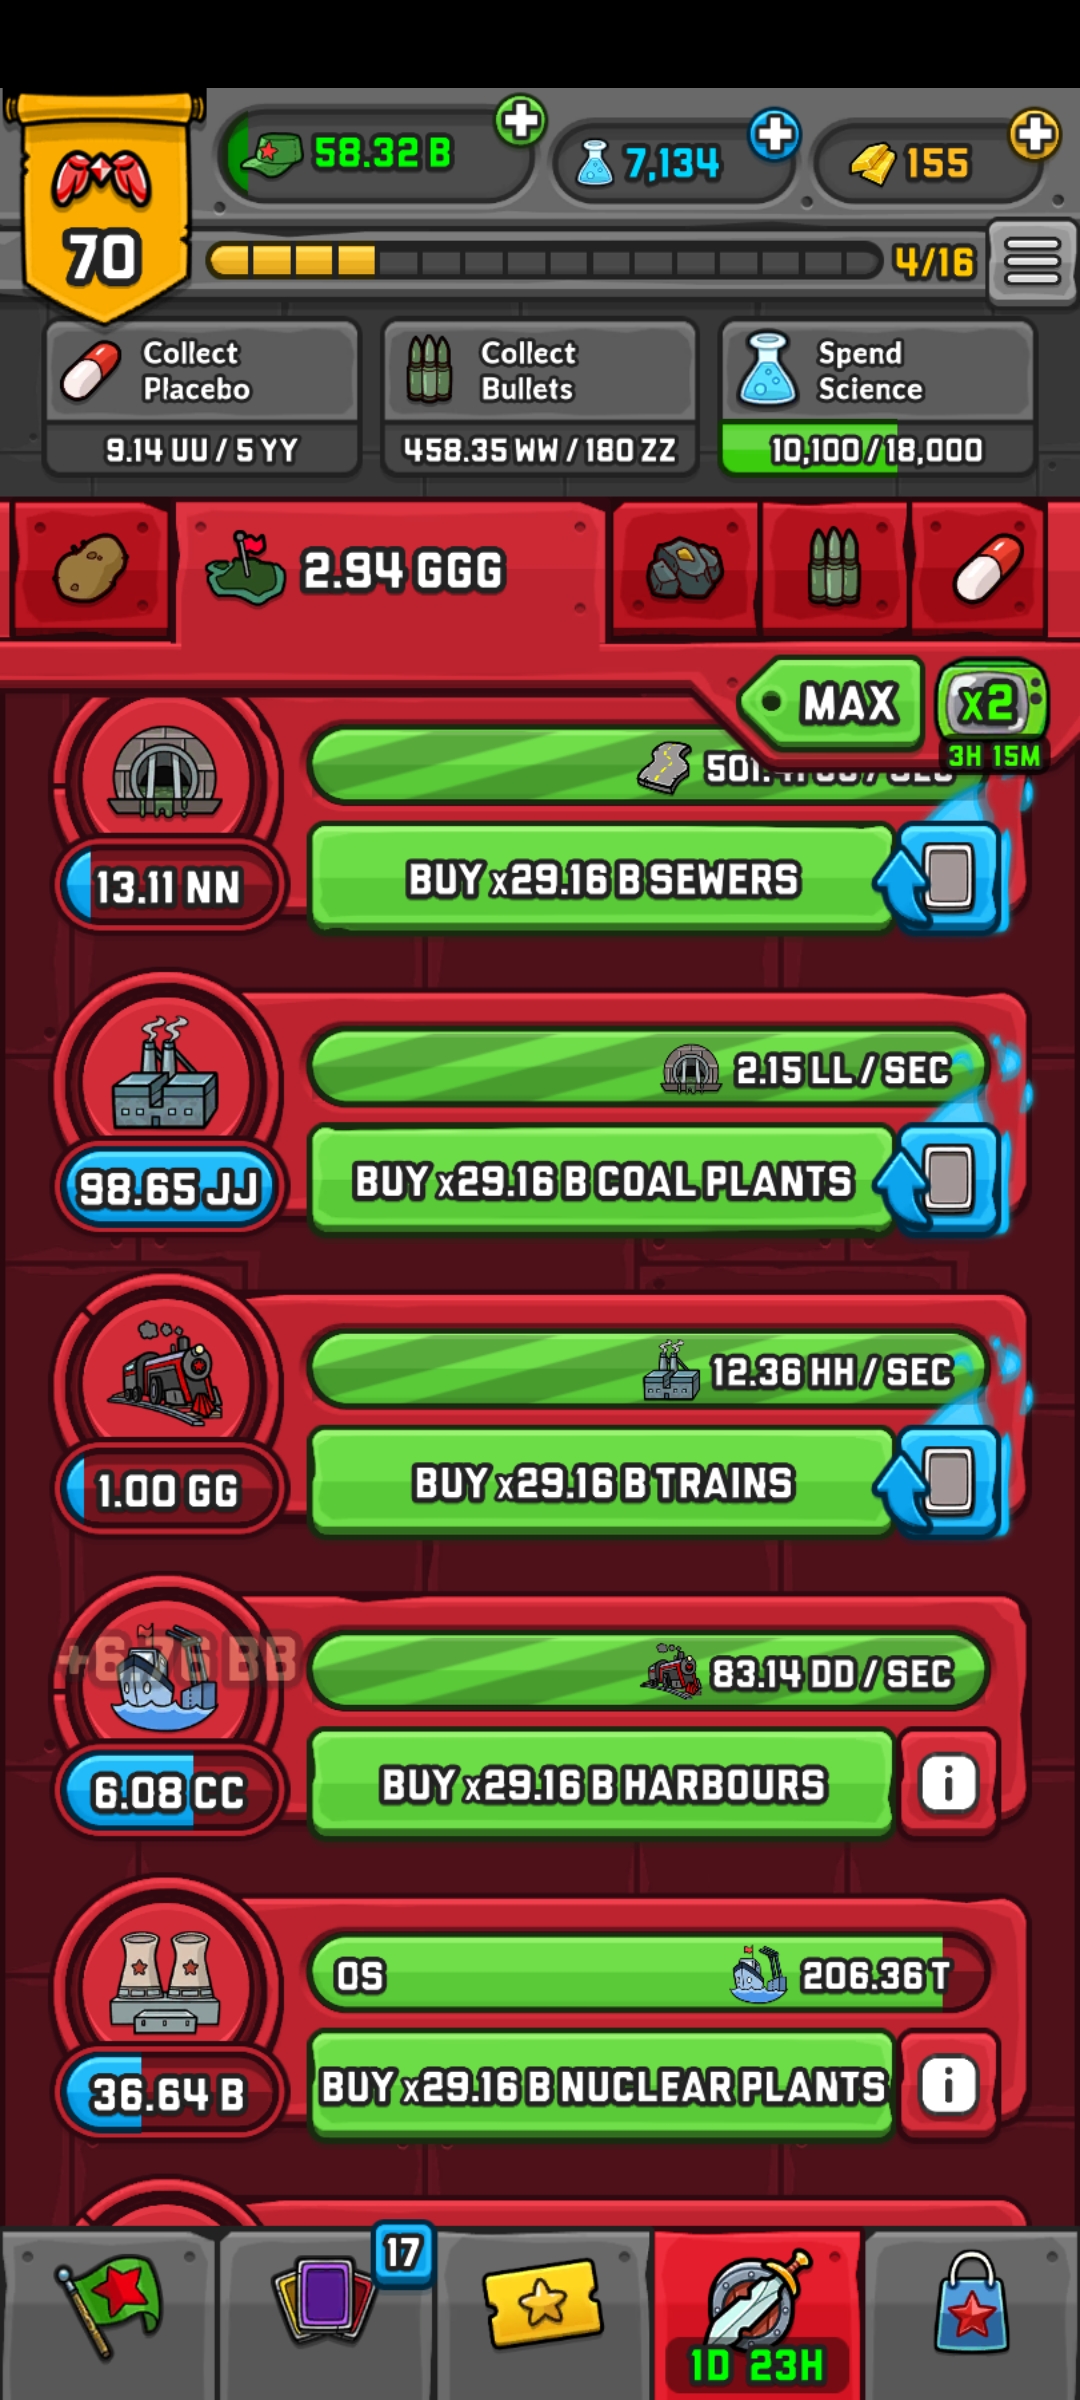 58.32 B
7,134
155
70
4/16
Collect
Placebo
9.14 UU / 5 YY
Collect
Bullets
458.35 WW / 180 ZZ
Spend
Science
10,100 / 18,000
2.94 GGG
MAX
x2
3H 15M
13.11 NN
BUY x29.16 B SEWERS
2.15 LL / SEC
98.65 JJ
BUY x29.16 B COAL PLANTS
12.36 HH / SEC
1.00 GG
BUY x29.16 B TRAINS
+6.76 BB
83.14 DD / SEC
6.08 CC
BUY x29.16 B HARBOURS
i
0S
206.36 T
36.64 B
BUY x29.16 B NUCLEAR PLANTS
i
17
1D 23H